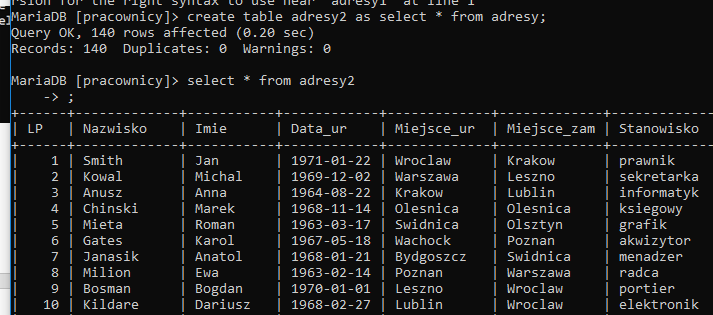 rsion for the right syntax to use near 'adresy1' at line 1
MariaDB [pracownicy]> create table adresy2 as select * from adresy;
Query OK, 140 rows affected (0.20 sec)
Records: 140  Duplicates: 0  Warnings: 0
MariaDB [pracownicy]> select * from adresy2
    -> ;
| LP   | Nazwisko    | Imie      | Data_ur    | Miejsce_ur  | Miejsce_zam | Stanowisko
|    1 | Smith       | Jan       | 1971-01-22 | Wroclaw     | Krakow      | prawnik
|    2 | Kowal       | Michal    | 1969-12-02 | Warszawa    | Leszno      | sekretarka
|    3 | Anusz       | Anna      | 1964-08-22 | Krakow      | Lublin      | informatyk
|    4 | Chinski     | Marek     | 1968-11-14 | Olesnica    | Olesnica    | ksiegowy
|    5 | Mieta       | Roman     | 1963-03-17 | Swidnica    | Olsztyn     | grafik
|    6 | Gates       | Karol     | 1967-05-18 | Wachock     | Poznan      | akwizytor
|    7 | Janasik     | Anatol    | 1968-01-21 | Bydgoszcz   | Swidnica    | menadzer
|    8 | Milion      | Ewa       | 1963-02-14 | Poznan      | Warszawa    | radca
|    9 | Bosman      | Bogdan    | 1970-01-01 | Leszno      | Wroclaw     | portier
|   10 | Kildare     | Dariusz   | 1968-02-27 | Lublin      | Wroclaw     | elektronik